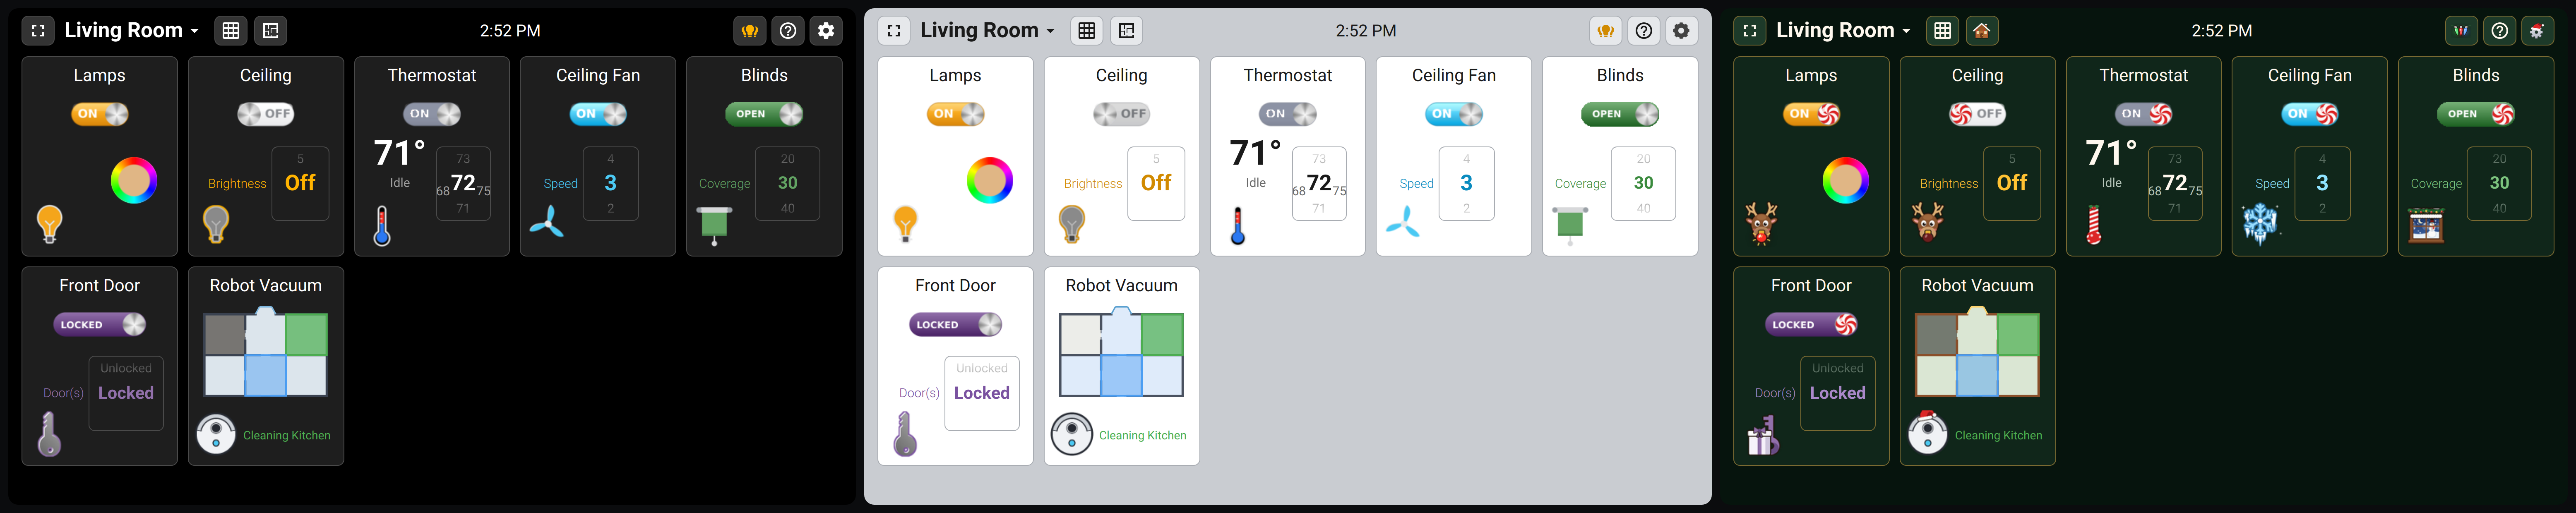 Living Room
2:52 PM
Lamps
ON
Ceiling
OFF
Brightness
5
Off
Thermostat
ON
71°
Idle
73
68 72 75
71
Ceiling Fan
ON
Speed
4
3
2
Blinds
OPEN
Coverage
20
30
40
Front Door
LOCKED
Door(s)
Unlocked
Locked
Robot Vacuum
Cleaning Kitchen
Living Room
2:52 PM
Lamps
ON
Ceiling
OFF
Brightness
5
Off
Thermostat
ON
71°
Idle
73
68 72 75
71
Ceiling Fan
ON
Speed
4
3
2
Blinds
OPEN
Coverage
20
30
40
Front Door
LOCKED
Door(s)
Unlocked
Locked
Robot Vacuum
Cleaning Kitchen
Living Room
2:52 PM
Lamps
ON
Ceiling
OFF
Brightness
5
Off
Thermostat
ON
71°
Idle
73
68 72 75
71
Ceiling Fan
ON
Speed
4
3
2
Blinds
OPEN
Coverage
20
30
40
Front Door
LOCKED
Door(s)
Unlocked
Locked
Robot Vacuum
Cleaning Kitchen